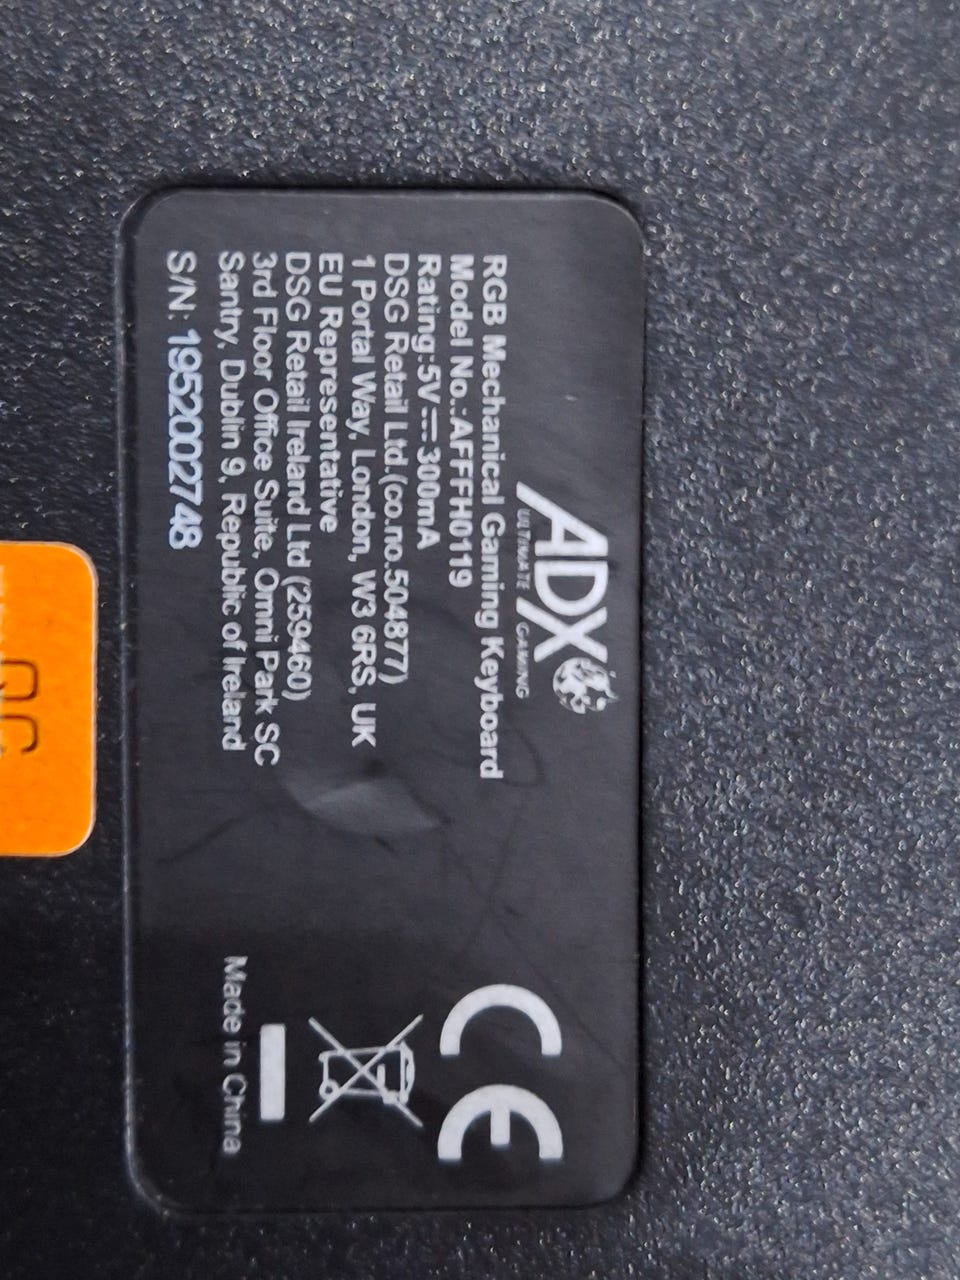 ADX
ULTIMATE GAMING
RGB Mechanical Gaming Keyboard
Model No.:AFFFH0119
Rating:5V⎓300mA
DSG Retail Ltd.(co.no.504877)
1 Portal Way, London, W3 6RS, UK
EU Representative
DSG Retail Ireland Ltd (259460)
3rd Floor Office Suite, Omni Park SC
Santry, Dublin 9, Republic of Ireland
S/N: 1952002748
CE
Made in China